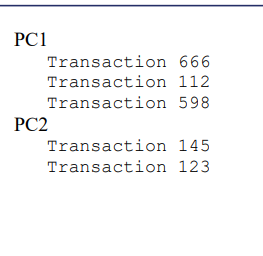 PC1
Transaction 666
Transaction 112
Transaction 598
PC2
Transaction 145
Transaction 123